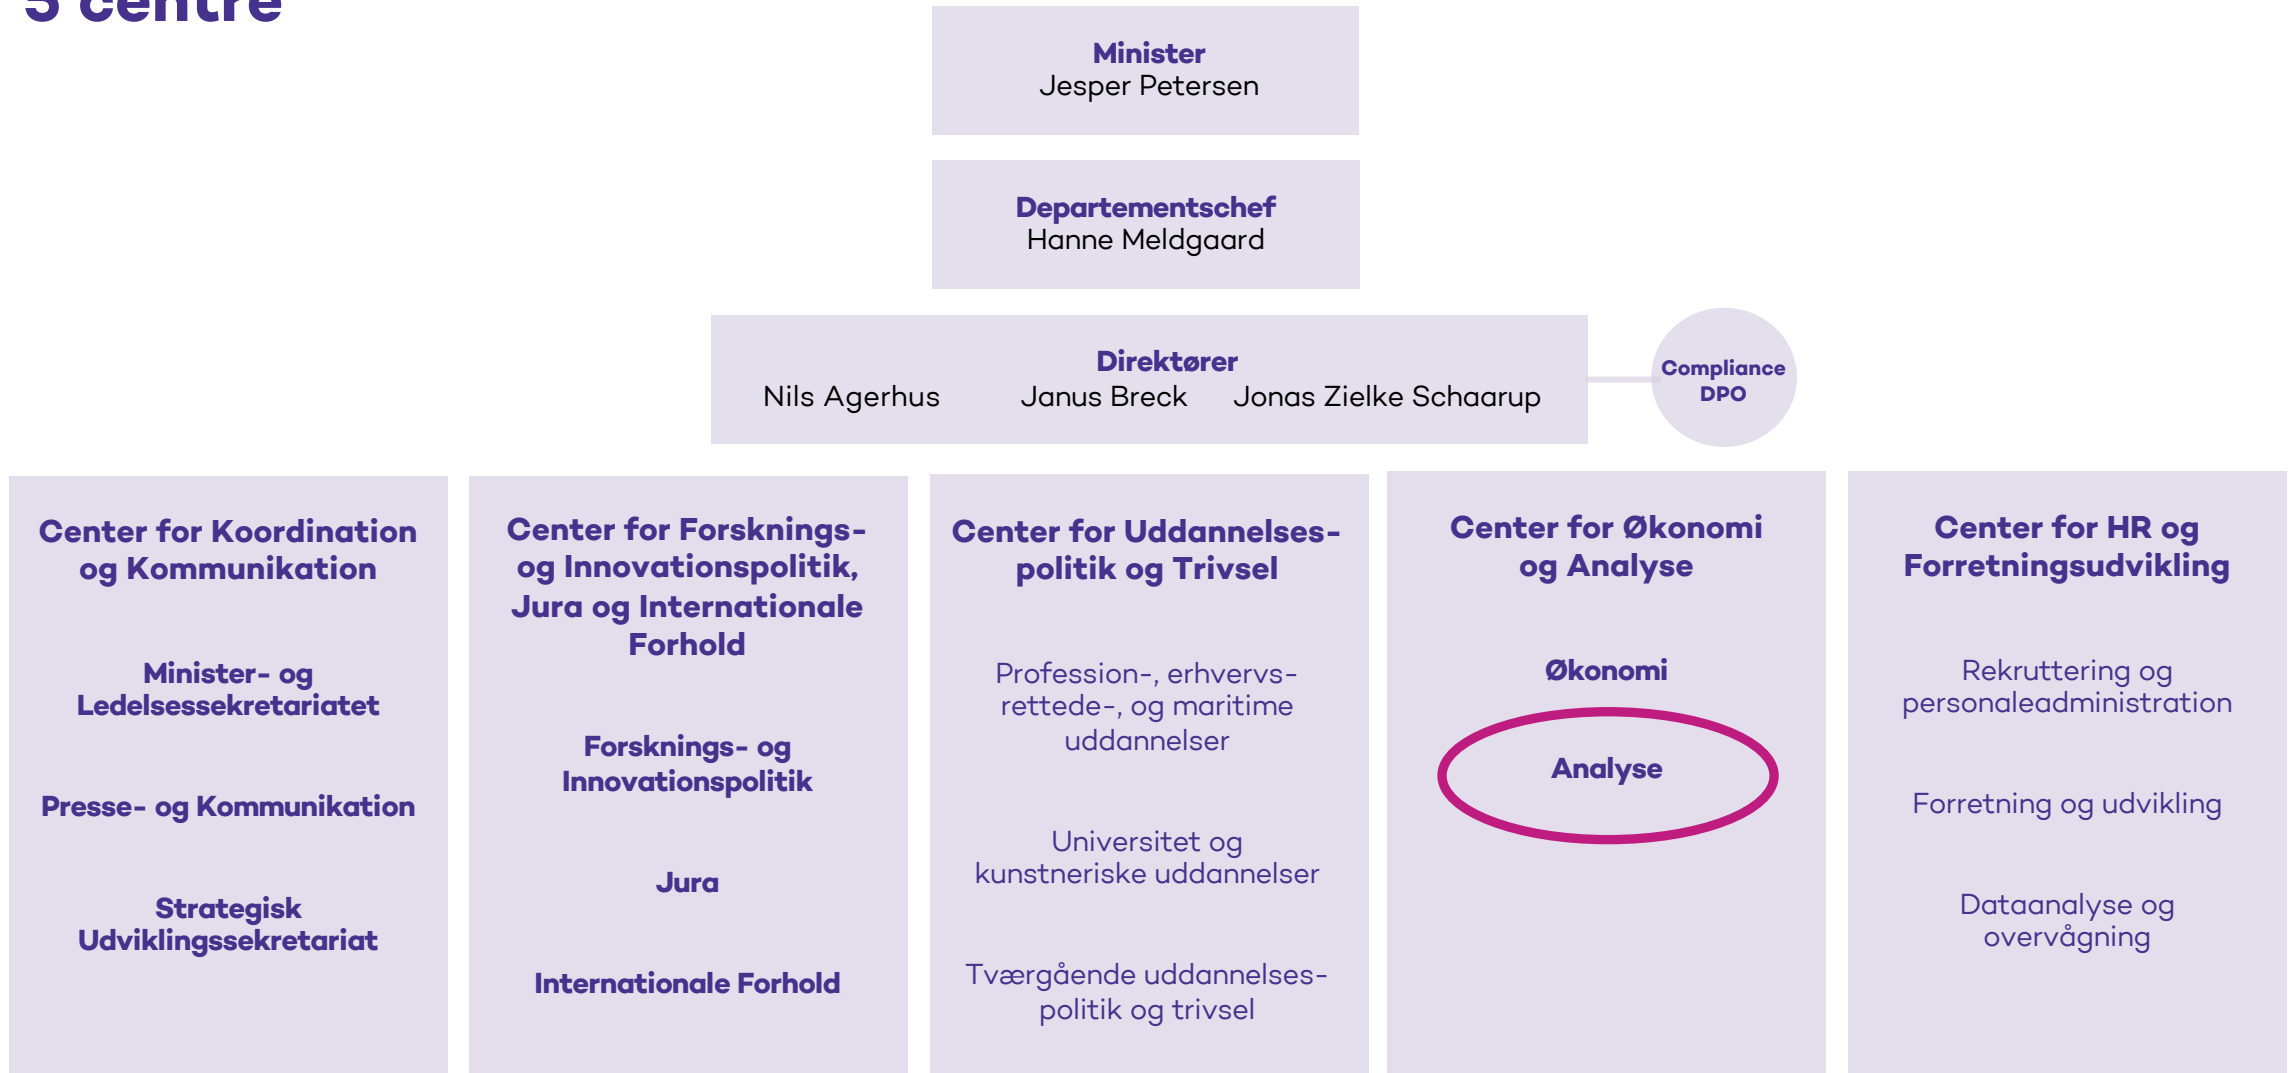 5 centre
Minister
Jesper Petersen
Departementschef
Hanne Meldgaard
Direktører
Nils Agerhus Janus Breck Jonas Zielke Schaarup
Compliance
DPO
Center for Koordination
og Kommunikation
Minister- og
Ledelsessekretariatet
Presse- og Kommunikation
Strategisk
Udviklingssekretariat
Center for Forsknings-
og Innovationspolitik,
Jura og Internationale
Forhold
Forsknings- og
Innovationspolitik
Jura
Internationale Forhold
Center for Uddannelses-
politik og Trivsel
Profession-, erhvervs-
rettede-, og maritime
uddannelser
Universitet og
kunstneriske uddannelser
Tværgående uddannelses-
politik og trivsel
Center for Økonomi
og Analyse
Økonomi
Analyse
Center for HR og
Forretningsudvikling
Rekruttering og
personaleadministration
Forretning og udvikling
Dataanalyse og
overvågning